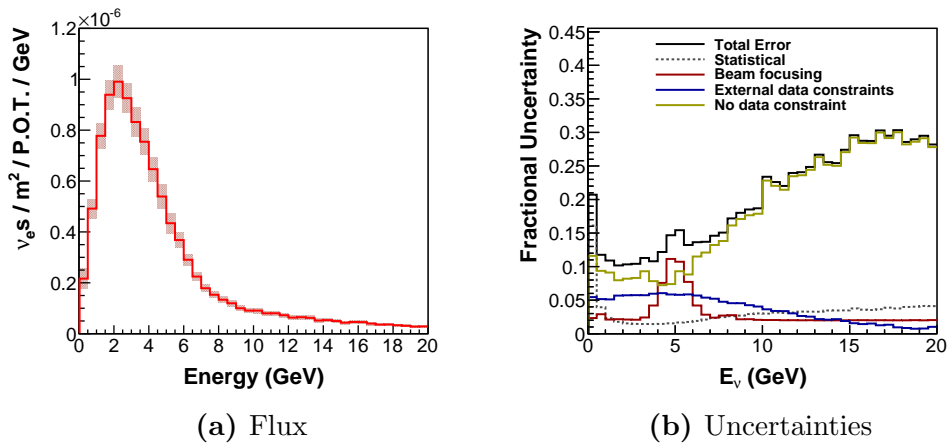 ×10⁻⁶
1.2
1
0.8
0.6
0.4
0.2
0
0 2 4 6 8 10 12 14 16 18 20
νₑs / m² / P.O.T. / GeV
Energy (GeV)
(a) Flux
0.45
0.4
0.35
0.3
0.25
0.2
0.15
0.1
0.05
0
0 5 10 15 20
Fractional Uncertainty
Total Error
Statistical
Beam focusing
External data constraints
No data constraint
E_ν (GeV)
(b) Uncertainties